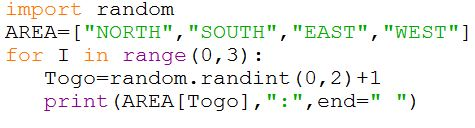 import random
AREA=["NORTH","SOUTH","EAST","WEST"]
for I in range(0,3):
   Togo=random.randint(0,2)+1
   print(AREA[Togo],":",end=" ")